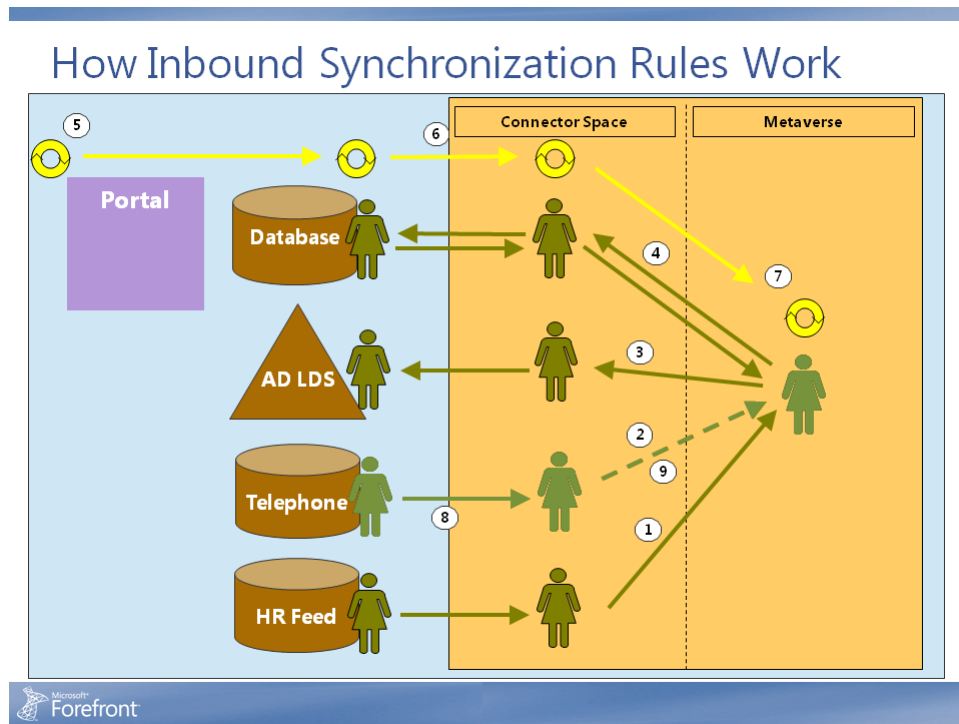 How Inbound Synchronization Rules Work
5
6
Connector Space
Metaverse
Portal
Database
4
7
AD LDS
3
2
Telephone
9
8
1
HR Feed
Microsoft®
Forefront